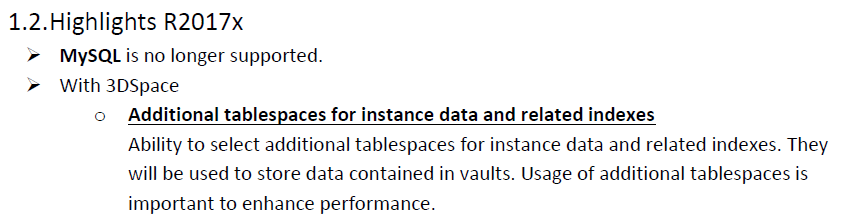 1.2.Highlights R2017x
➢ MySQL is no longer supported.
➢ With 3DSpace
o Additional tablespaces for instance data and related indexes
Ability to select additional tablespaces for instance data and related indexes. They
will be used to store data contained in vaults. Usage of additional tablespaces is
important to enhance performance.